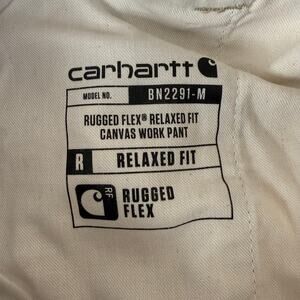 carhartt
MODEL NO. BN2291-M
RUGGED FLEX® RELAXED FIT
CANVAS WORK PANT
R RELAXED FIT
RF RUGGED
FLEX